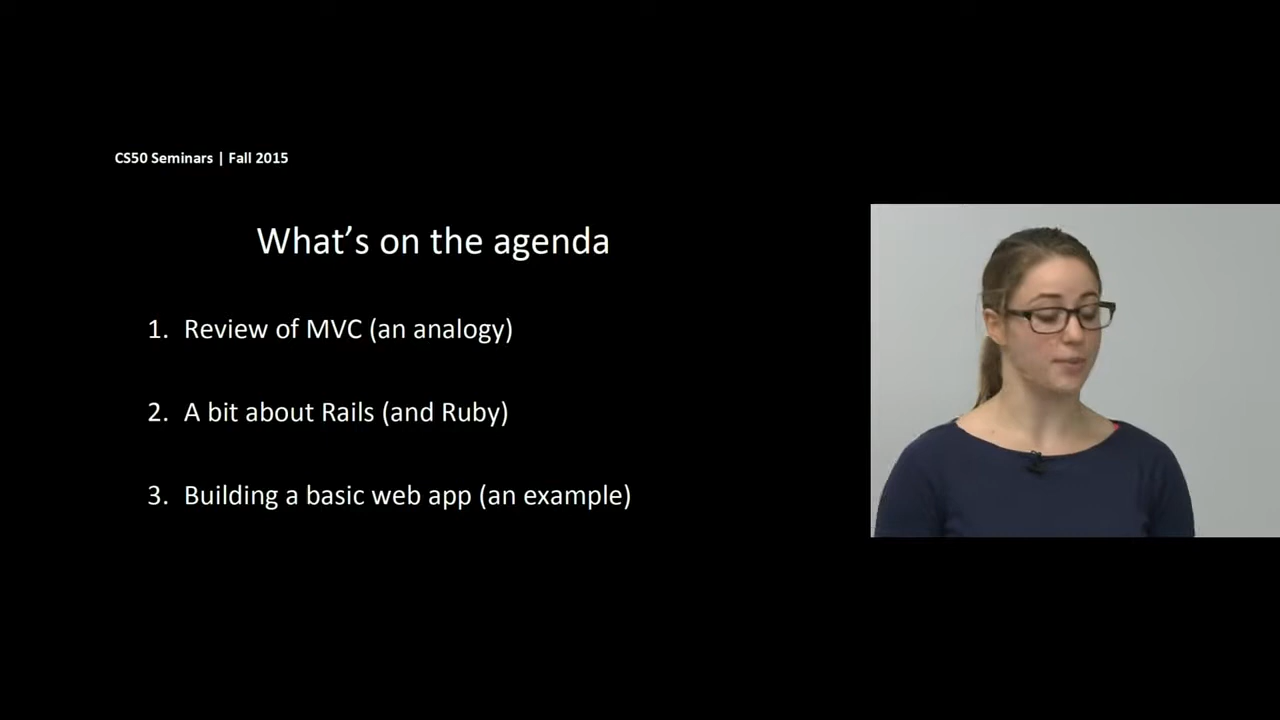 CS50 Seminars | Fall 2015
What’s on the agenda
1. Review of MVC (an analogy)
2. A bit about Rails (and Ruby)
3. Building a basic web app (an example)